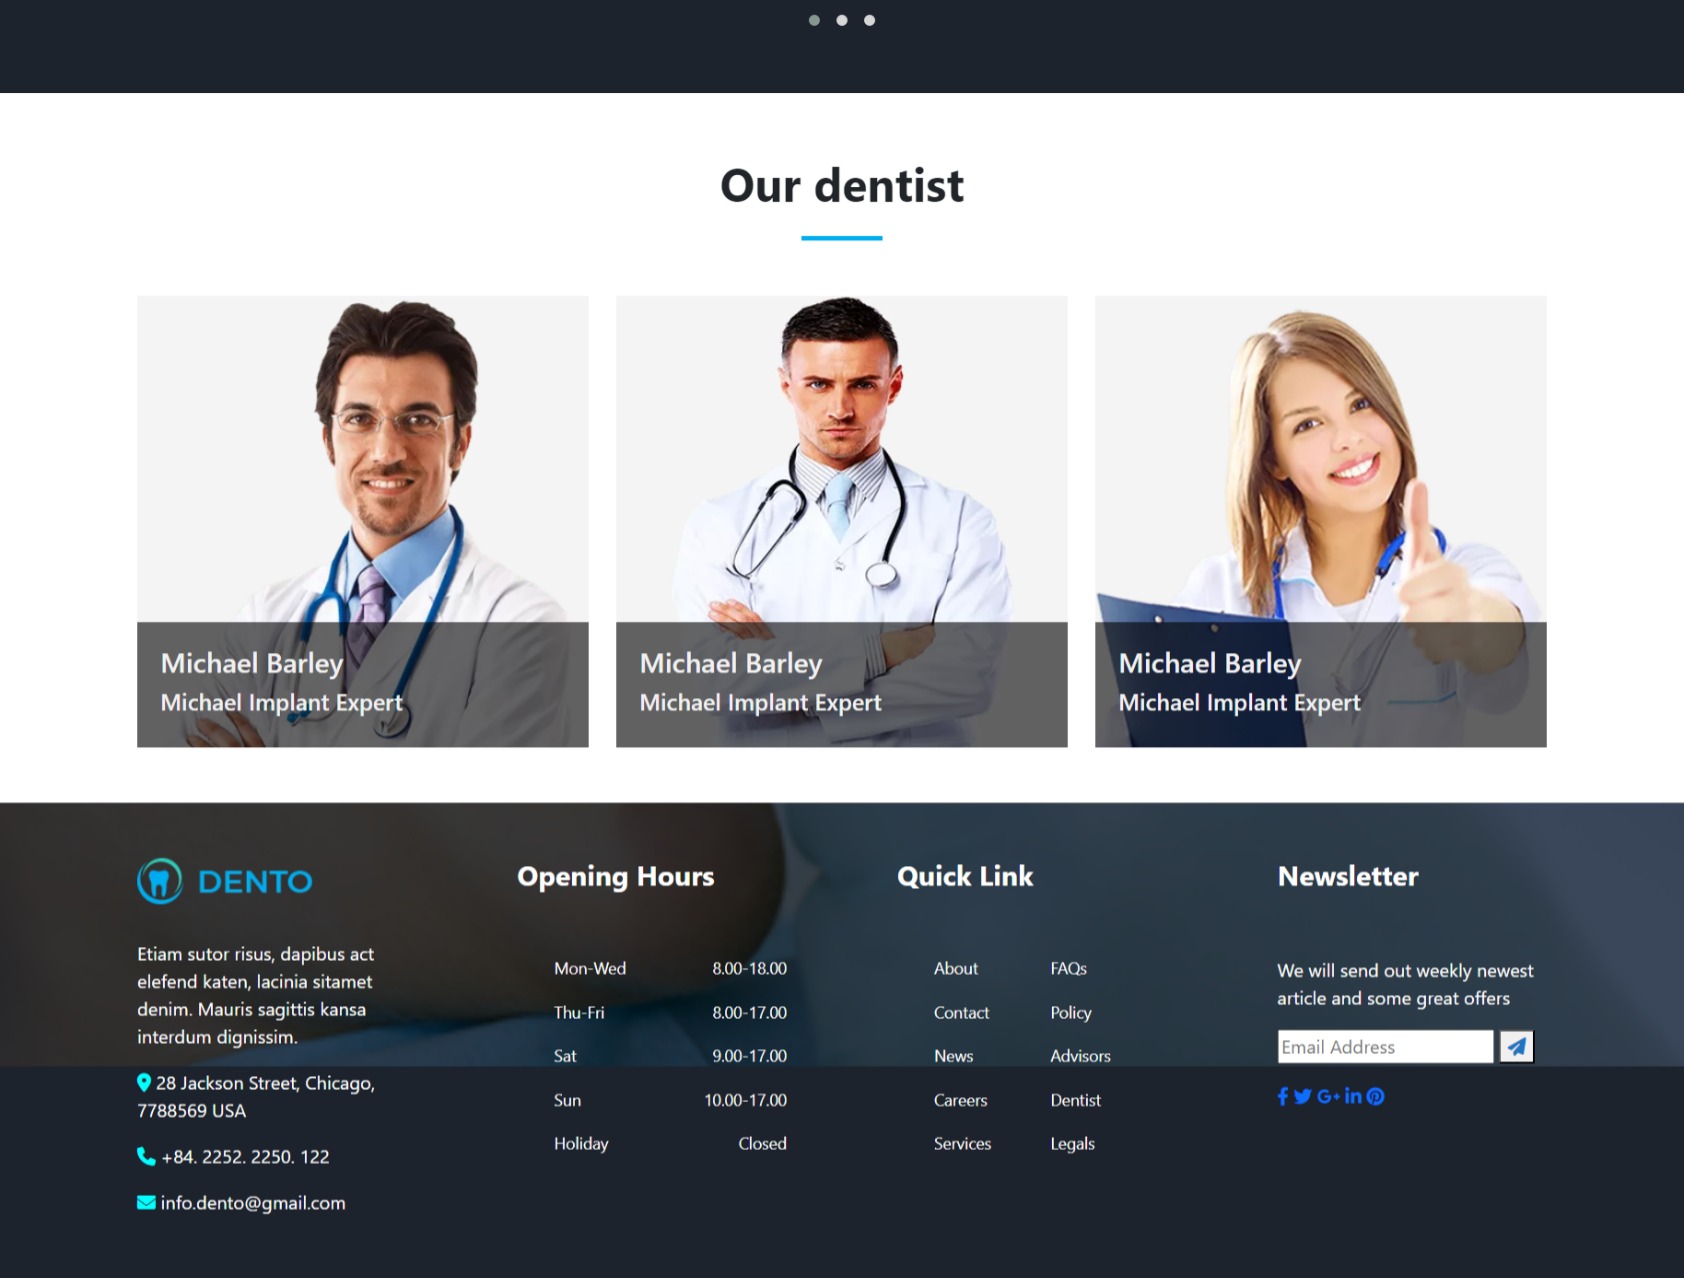 Our dentist
Michael Barley
Michael Implant Expert
Michael Barley
Michael Implant Expert
Michael Barley
Michael Implant Expert
DENTO
Etiam sutor risus, dapibus act
elefend katen, lacinia sitamet
denim. Mauris sagittis kansa
interdum dignissim.
28 Jackson Street, Chicago,
7788569 USA
+84. 2252. 2250. 122
info.dento@gmail.com
Opening Hours
Mon-Wed 8.00-18.00
Thu-Fri 8.00-17.00
Sat 9.00-17.00
Sun 10.00-17.00
Holiday Closed
Quick Link
About FAQs
Contact Policy
News Advisors
Careers Dentist
Services Legals
Newsletter
We will send out weekly newest
article and some great offers
Email Address